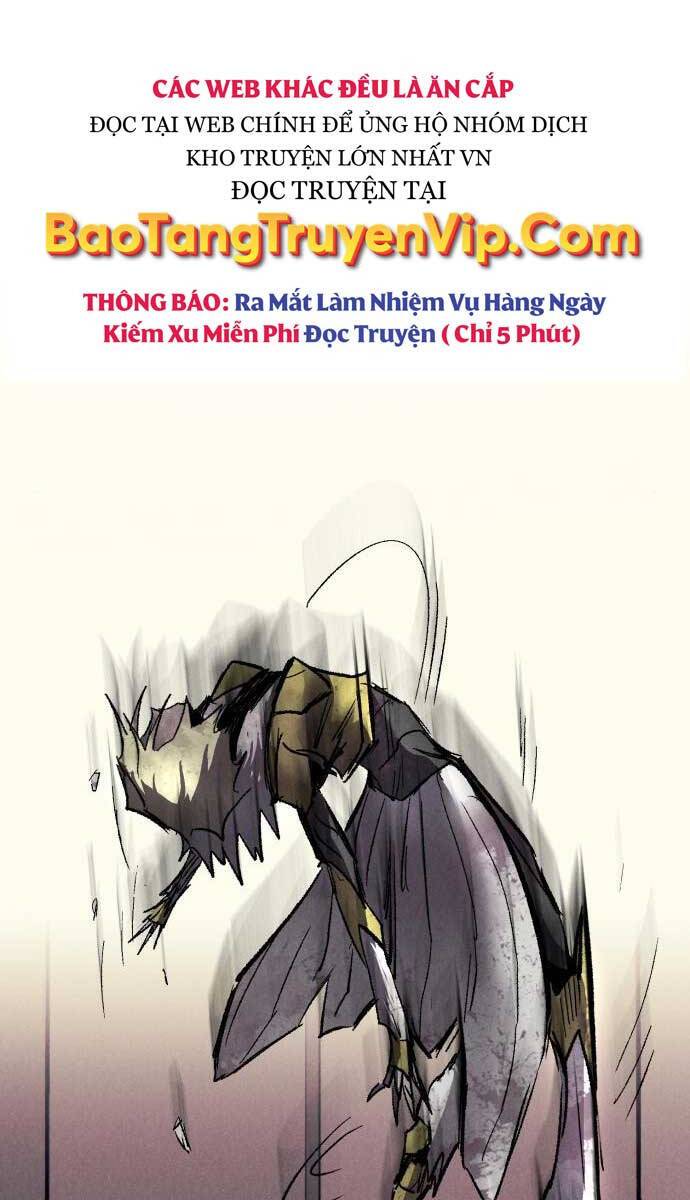 CÁC WEB KHÁC ĐỀU LÀ ĂN CẮP
ĐỌC TẠI WEB CHÍNH ĐỂ ỦNG HỘ NHÓM DỊCH
KHO TRUYỆN LỚN NHẤT VN
ĐỌC TRUYỆN TẠI
BaoTangTruyenVip.Com
THÔNG BÁO: Ra Mắt Làm Nhiệm Vụ Hàng Ngày
Kiếm Xu Miễn Phí Đọc Truyện ( Chỉ 5 Phút)